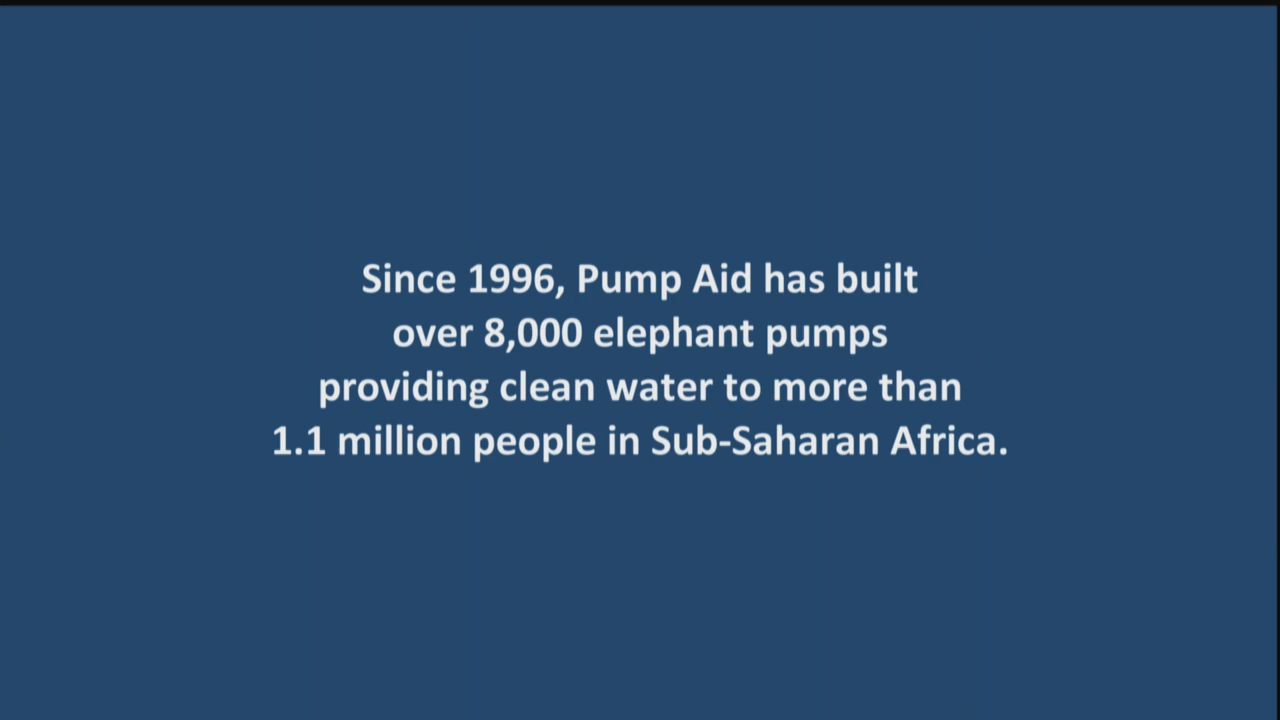 Since 1996, Pump Aid has built
over 8,000 elephant pumps
providing clean water to more than
1.1 million people in Sub-Saharan Africa.